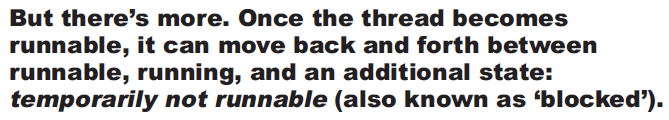 But there’s more. Once the thread becomes
runnable, it can move back and forth between
runnable, running, and an additional state:
temporarily not runnable (also known as ‘blocked’).